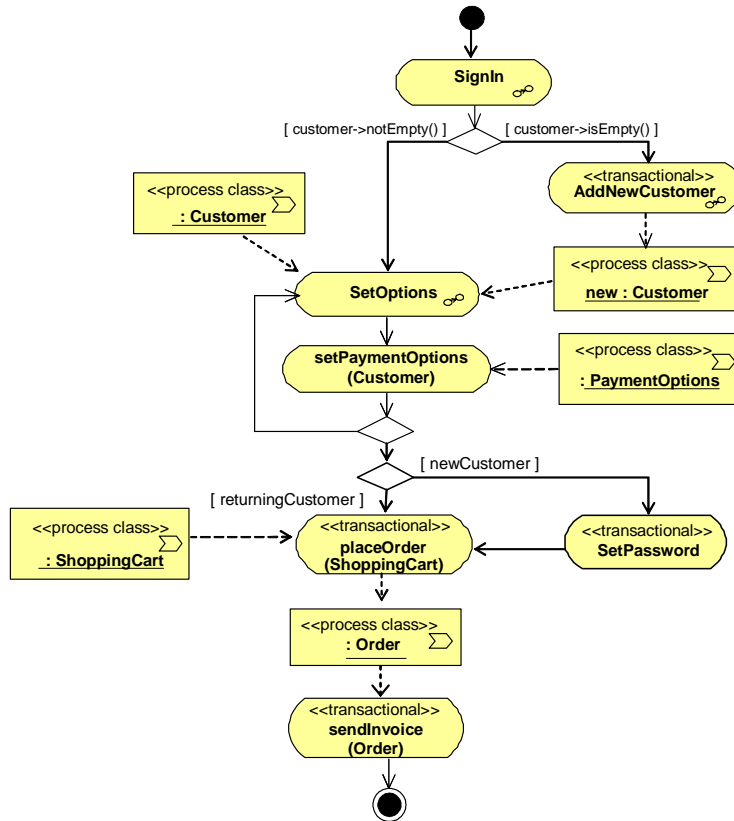 SignIn
[ customer->notEmpty() ]
[ customer->isEmpty() ]
<<transactional>>
AddNewCustomer
<<process class>>
: Customer
<<process class>>
new : Customer
SetOptions
setPaymentOptions
(Customer)
<<process class>>
: PaymentOptions
[ newCustomer ]
[ returningCustomer ]
<<process class>>
: ShoppingCart
<<transactional>>
placeOrder
(ShoppingCart)
<<transactional>>
SetPassword
<<process class>>
: Order
<<transactional>>
sendInvoice
(Order)